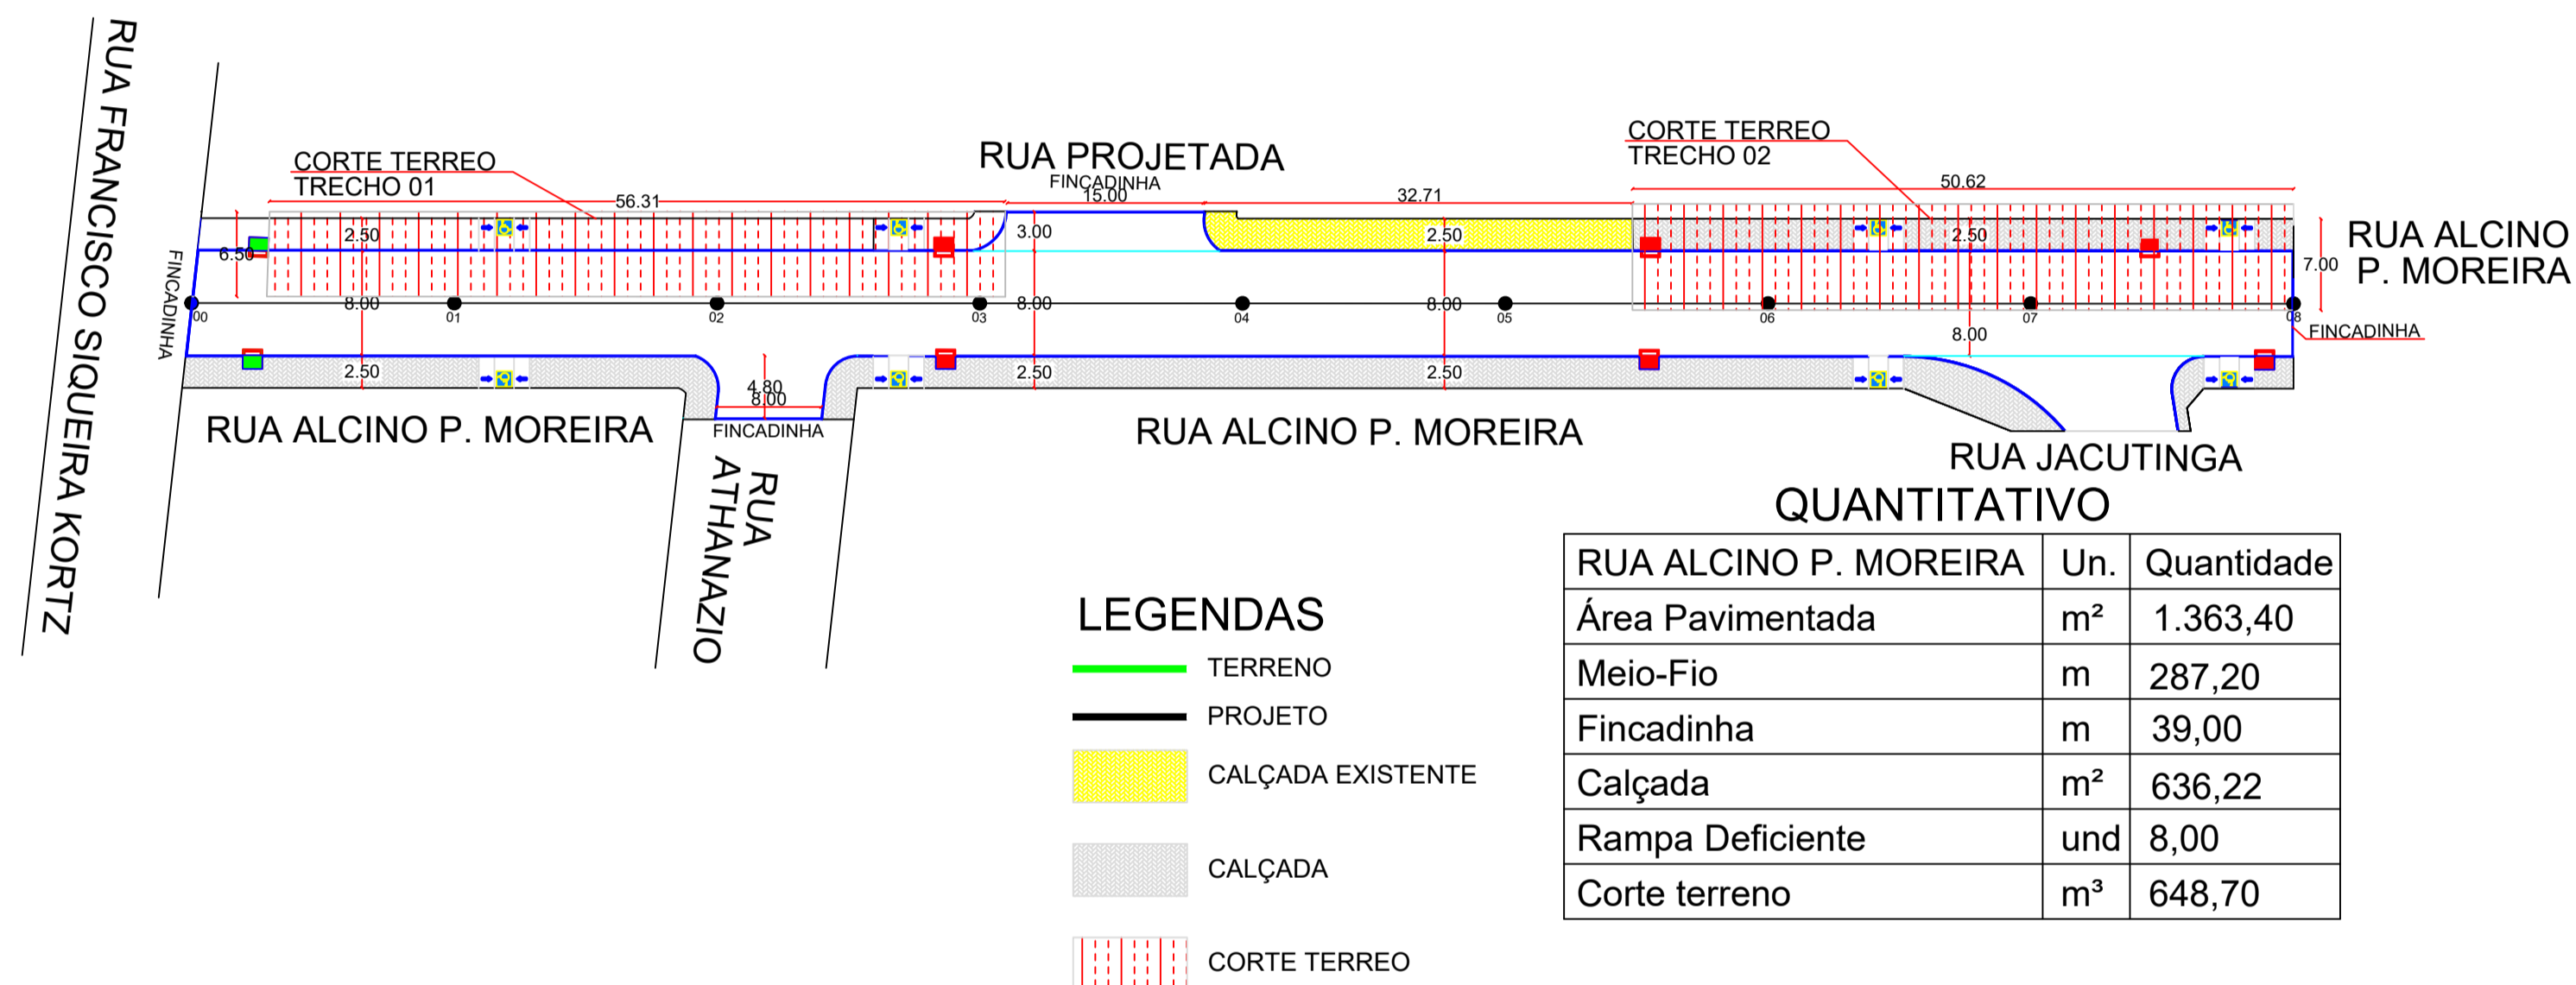 RUA FRANCISCO SIQUEIRA KORTZ
FINCADINHA
CORTE TERREO
TRECHO 01
56.31
RUA PROJETADA
FINCADINHA
15.00
32.71
CORTE TERREO
TRECHO 02
50.62
2.50
3.00
2.50
2.50
6.50
7.00
RUA ALCINO
P. MOREIRA
8.00
8.00
8.00
8.00
00
01
02
03
04
05
06
07
08
FINCADINHA
2.50
4.80
8.00
2.50
2.50
RUA ALCINO P. MOREIRA
FINCADINHA
RUA ALCINO P. MOREIRA
RUA JACUTINGA
RUA
ATHANAZIO
QUANTITATIVO
RUA ALCINO P. MOREIRA Un. Quantidade
Área Pavimentada m² 1.363,40
Meio-Fio m 287,20
Fincadinha m 39,00
Calçada m² 636,22
Rampa Deficiente und 8,00
Corte terreno m³ 648,70
LEGENDAS
TERRENO
PROJETO
CALÇADA EXISTENTE
CALÇADA
CORTE TERREO